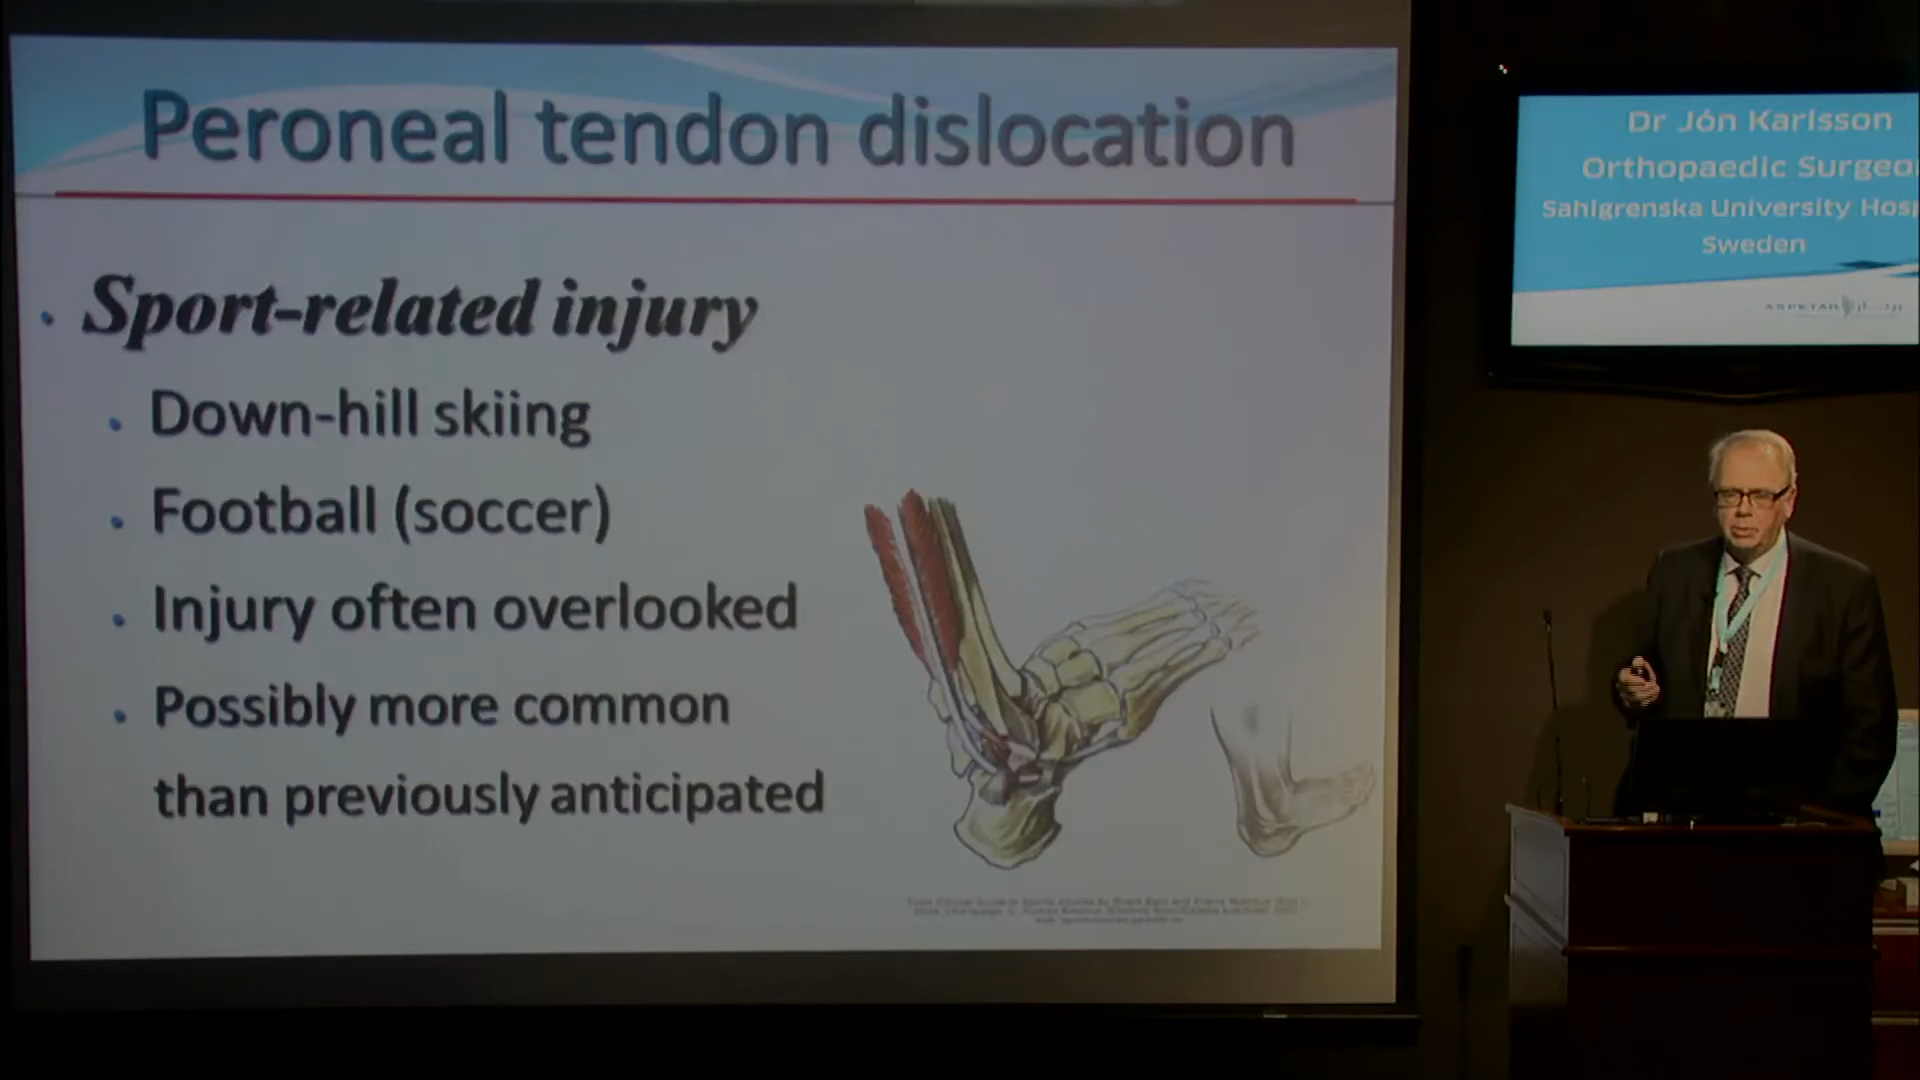 Peroneal tendon dislocation
• Sport-related injury
• Down-hill skiing
• Football (soccer)
• Injury often overlooked
• Possibly more common
than previously anticipated
Dr Jón Karlsson
Orthopaedic Surgeo
Sahlgrenska University Hosp
Sweden
ASPETAR